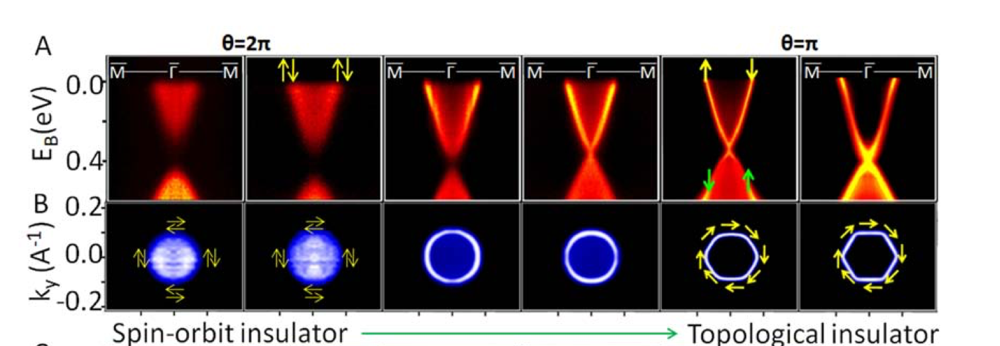 A
θ=2π
θ=π
M̅ Γ̅ M̅
M̅ Γ̅ M̅
M̅ Γ̅ M̅
M̅ Γ̅ M̅
E_B(eV)
0.0
0.4
B
k_y (A^-1)
0.2
0.0
-0.2
Spin-orbit insulator
Topological insulator